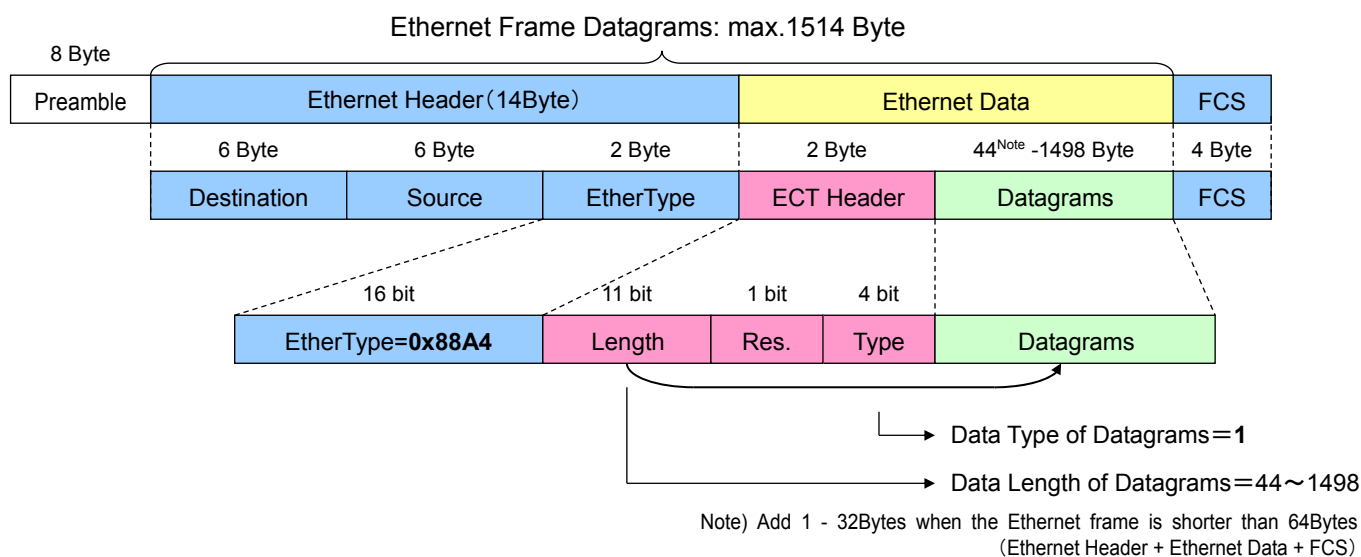 Ethernet Frame Datagrams: max.1514 Byte
8 Byte
Preamble
Ethernet Header（14Byte）
Ethernet Data
FCS
6 Byte
6 Byte
2 Byte
2 Byte
44Note -1498 Byte
4 Byte
Destination
Source
EtherType
ECT Header
Datagrams
FCS
16 bit
11 bit
1 bit
4 bit
EtherType=0x88A4
Length
Res.
Type
Datagrams
Data Type of Datagrams＝1
Data Length of Datagrams＝44～1498
Note) Add 1 - 32Bytes when the Ethernet frame is shorter than 64Bytes
（Ethernet Header + Ethernet Data + FCS）